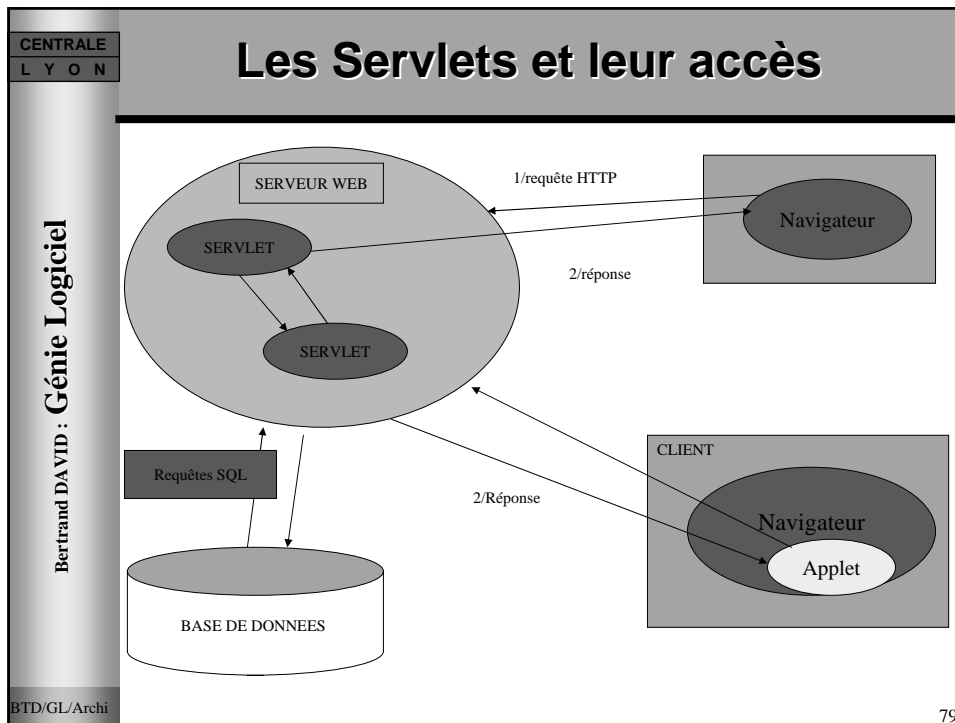 CENTRALE
L Y O N
Les Servlets et leur accès
Bertrand DAVID : Génie Logiciel
SERVEUR WEB
1/requête HTTP
Navigateur
SERVLET
2/réponse
SERVLET
CLIENT
Requêtes SQL
2/Réponse
Navigateur
Applet
BASE DE DONNEES
BTD/GL/Archi
79